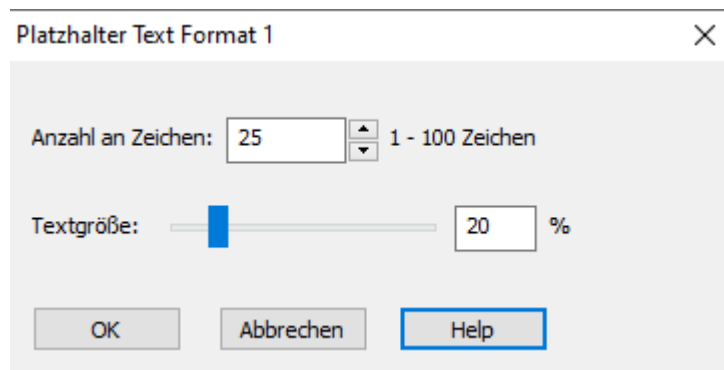 Platzhalter Text Format 1
Anzahl an Zeichen: 25 1 - 100 Zeichen
Textgröße: 20 %
OK Abbrechen Help